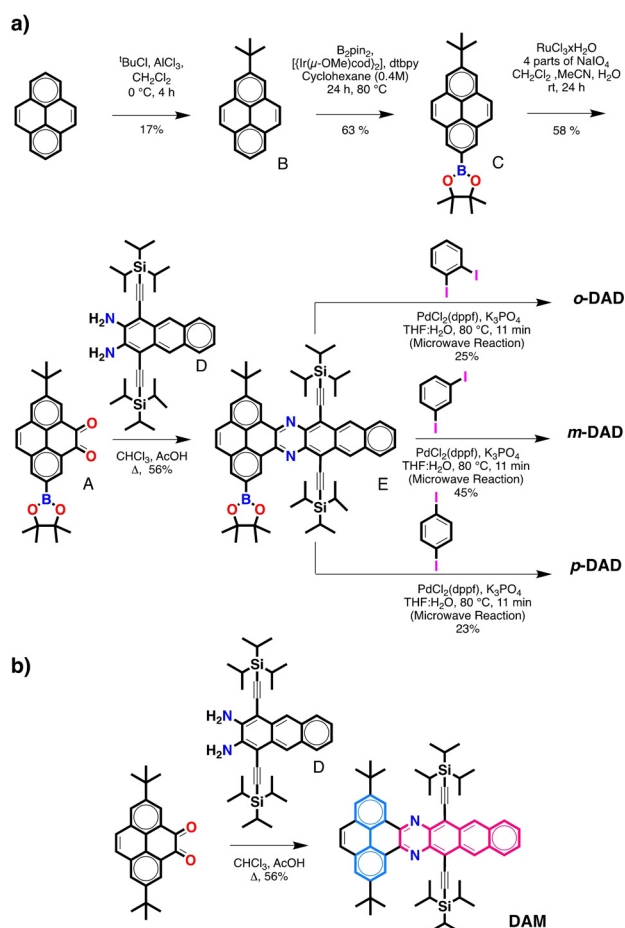 a)
tBuCl, AlCl3,
CH2Cl2
0 °C, 4 h
17%
B
B2pin2,
[{Ir(μ-OMe)cod}2], dtbpy
Cyclohexane (0.4M)
24 h, 80 °C
63 %
B
O O
C
RuCl3xH2O
4 parts of NaIO4
CH2Cl2 ,MeCN, H2O
rt, 24 h
58 %
Si
H2N
H2N
Si
D
O
O
B
O O
A
CHCl3, AcOH
Δ, 56%
Si
N
N
Si
B
O O
E
I
I
PdCl2(dppf), K3PO4
THF:H2O, 80 °C, 11 min
(Microwave Reaction)
25%
o-DAD
I
I
PdCl2(dppf), K3PO4
THF:H2O, 80 °C, 11 min
(Microwave Reaction)
45%
m-DAD
I
I
PdCl2(dppf), K3PO4
THF:H2O, 80 °C, 11 min
(Microwave Reaction)
23%
p-DAD
b)
Si
H2N
H2N
Si
D
O
O
CHCl3, AcOH
Δ, 56%
Si
N
N
Si
DAM